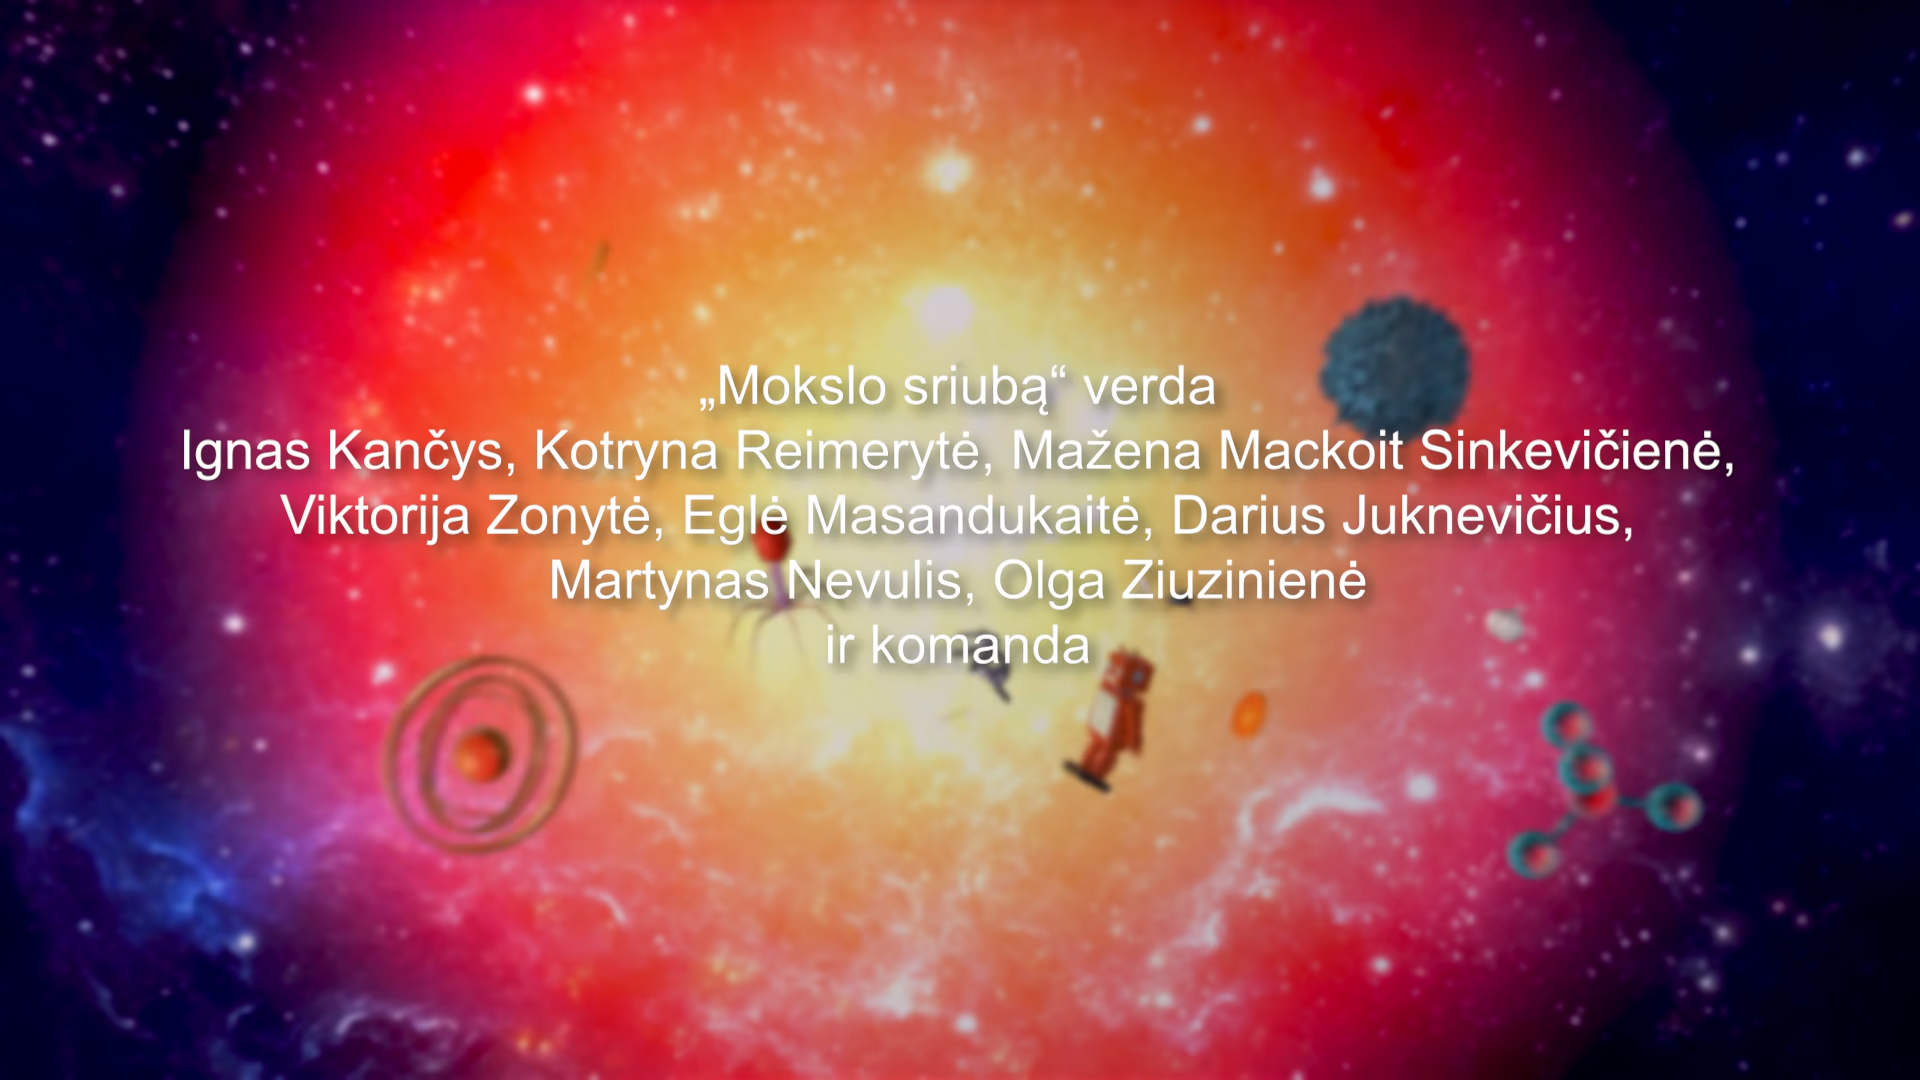 „Mokslo sriubą“ verda
Ignas Kančys, Kotryna Reimerytė, Mažena Mackoit Sinkevičienė,
Viktorija Zonytė, Eglė Masandukaitė, Darius Juknevičius,
Martynas Nevulis, Olga Ziuzinienė
ir komanda